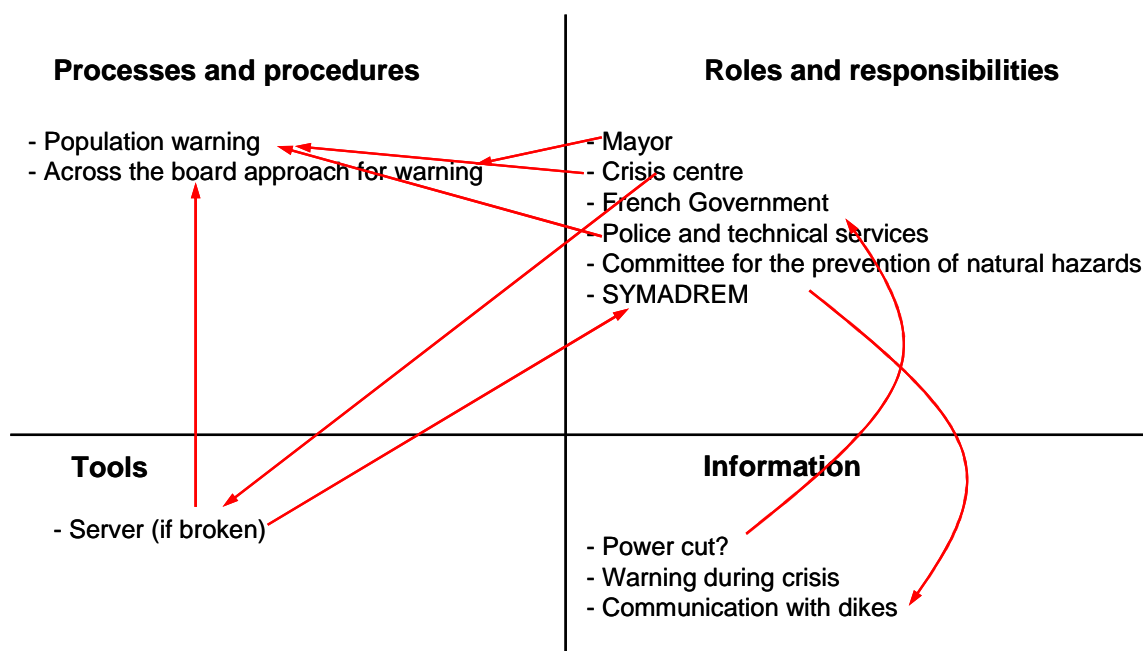 Processes and procedures
- Population warning
- Across the board approach for warning
Roles and responsibilities
- Mayor
- Crisis centre
- French Government
- Police and technical services
- Committee for the prevention of natural hazards
- SYMADREM
Tools
- Server (if broken)
Information
- Power cut?
- Warning during crisis
- Communication with dikes